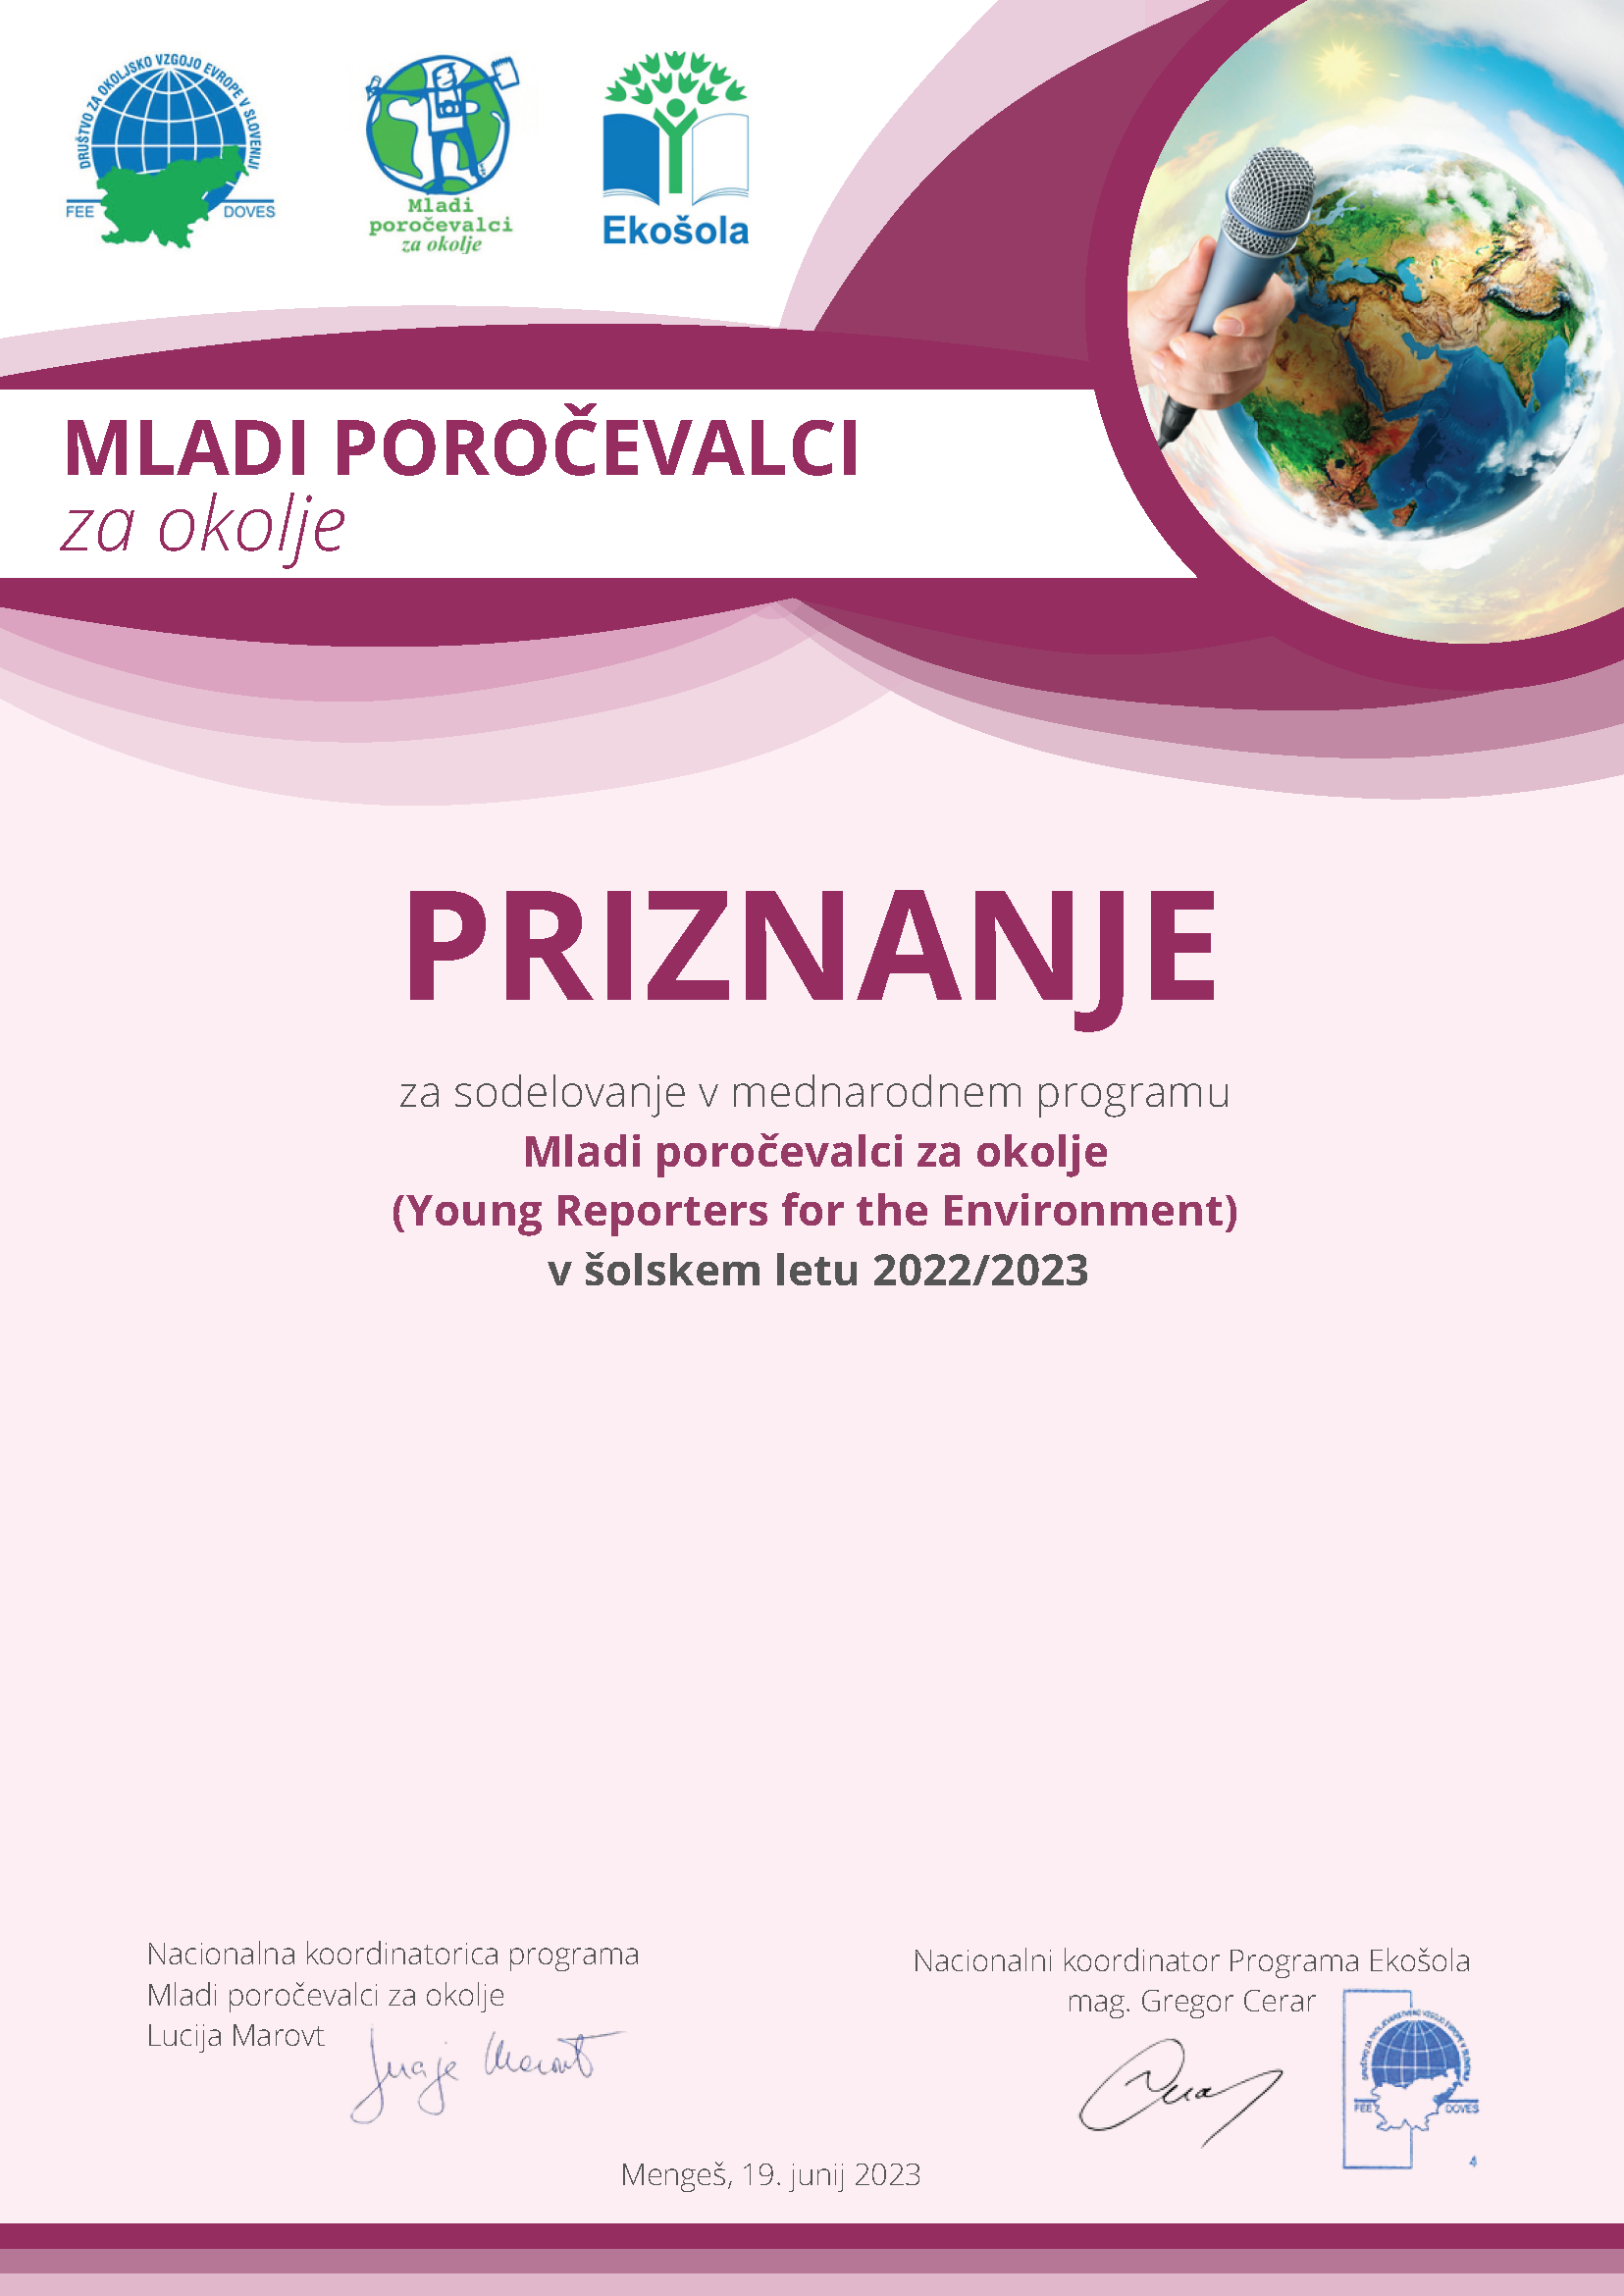 DRUŠTVO ZA OKOLJSKO VZGOJO EVROPE V SLOVENIJI
FEE DOVES
Mladi
poročevalci
za okolje
Ekošola
MLADI POROČEVALCI
za okolje
PRIZNANJE
za sodelovanje v mednarodnem programu
Mladi poročevalci za okolje
(Young Reporters for the Environment)
v šolskem letu 2022/2023
Nacionalna koordinatorica programa
Mladi poročevalci za okolje
Lucija Marovt
Nacionalni koordinator Programa Ekošola
mag. Gregor Cerar
FEE DOVES
4
Mengeš, 19. junij 2023